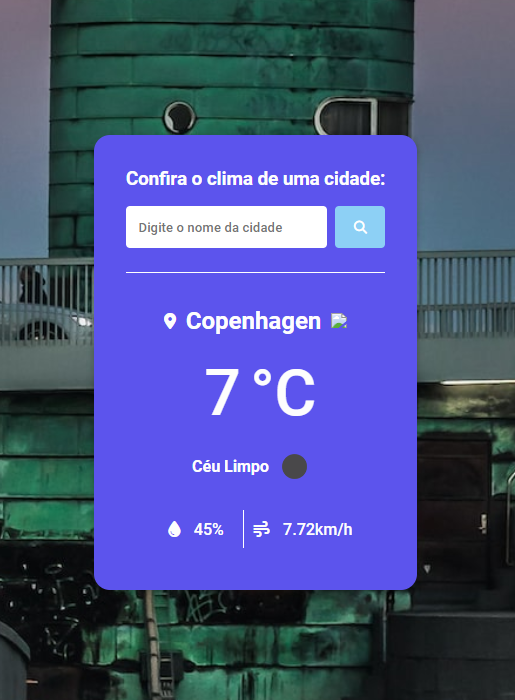 Confira o clima de uma cidade:
Digite o nome da cidade
Copenhagen
7 °C
Céu Limpo
45% 7.72km/h